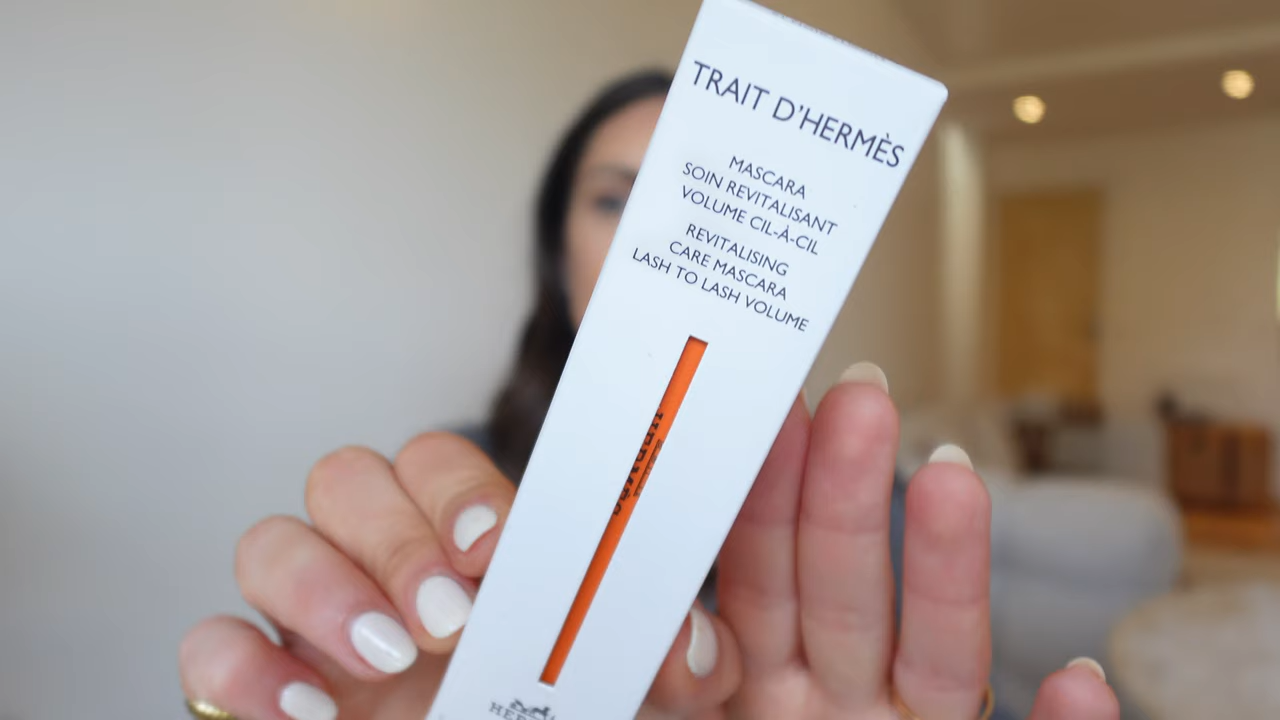 TRAIT D'HERMÈS
MASCARA
SOIN REVITALISANT
VOLUME CIL-À-CIL
REVITALISING
CARE MASCARA
LASH TO LASH VOLUME